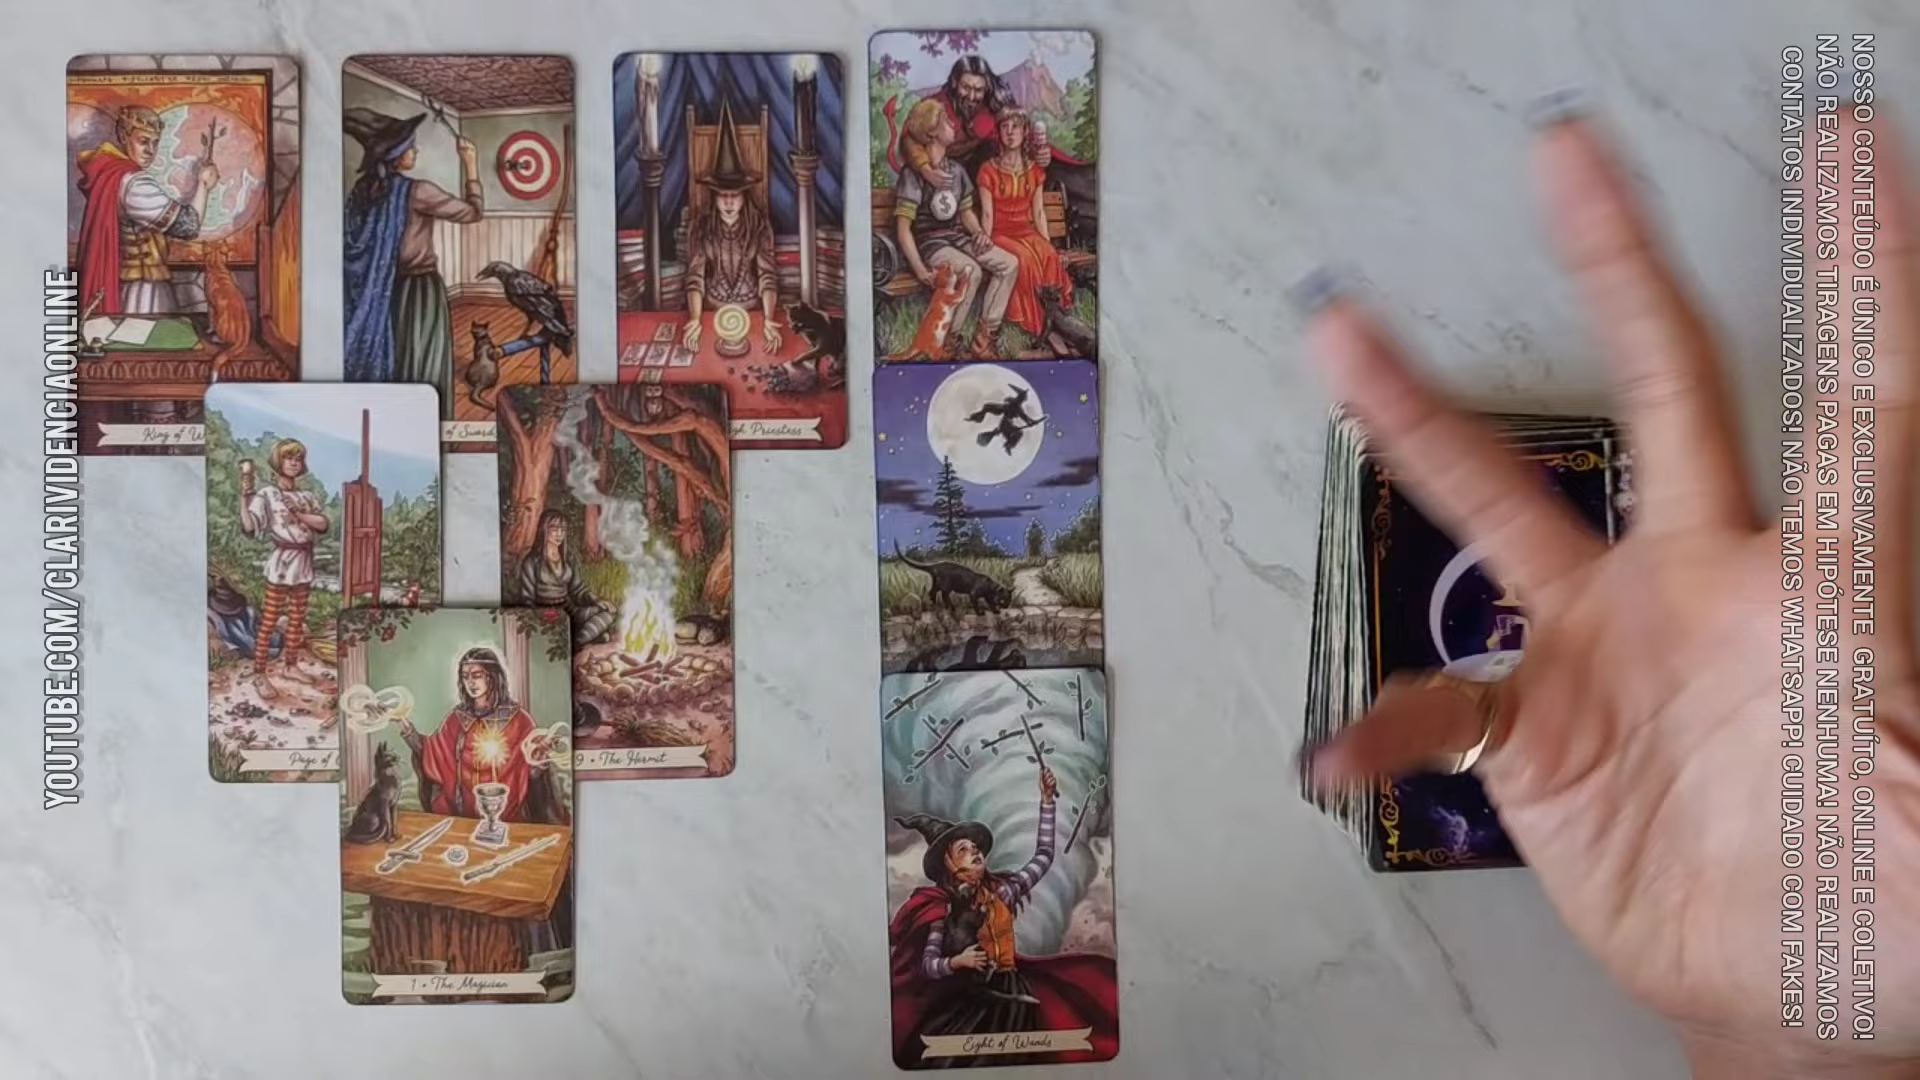 YOUTUBE.COM/CLARIVIDENCIAONLINE
King of W
of Sword
gh Priestess
Page of
9 • The Hermit
1 • The Magician
Eight of Wands
$
NOSSO CONTEÚDO É ÚNICO E EXCLUSIVAMENTE GRATUÍTO, ONLINE E COLETIVO!
NÃO REALIZAMOS TIRAGENS PAGAS EM HIPÓTESE NENHUMA! NÃO REALIZAMOS
CONTATOS INDIVIDUALIZADOS! NÃO TEMOS WHATSAPP! CUIDADO COM FAKES!